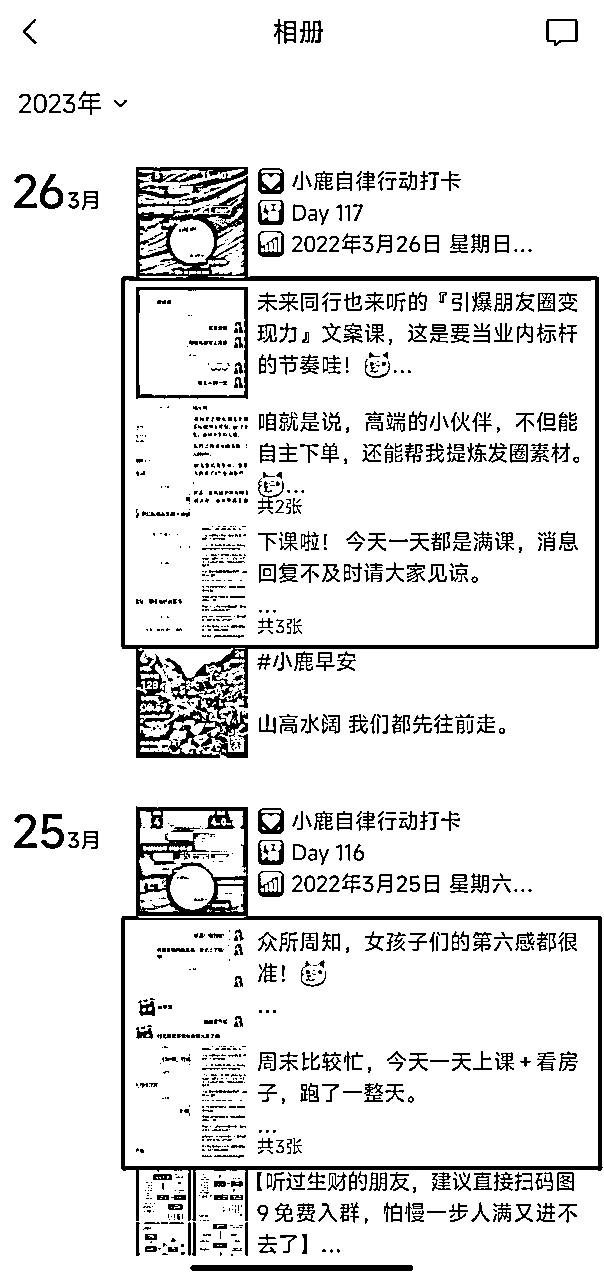 相册
2023年
26 3月
小鹿自律行动打卡
Day 117
2022年3月26日 星期日...
未来同行也来听的『引爆朋友圈变
现力』文案课，这是要当业内标杆
的节奏哇！...
咱就是说，高端的小伙伴，不但能
自主下单，还能帮我提炼发圈素材。
...
共2张
下课啦！今天一天都是满课，消息
回复不及时请大家见谅。
...
共3张
#小鹿早安
山高水阔 我们都先往前走。
25 3月
小鹿自律行动打卡
Day 116
2022年3月25日 星期六...
众所周知，女孩子们的第六感都很
准！
...
周末比较忙，今天一天上课+看房
子，跑了一整天。
...
共3张
【听过生财的朋友，建议直接扫码图
9免费入群，怕慢一步人满又进不
去了】...